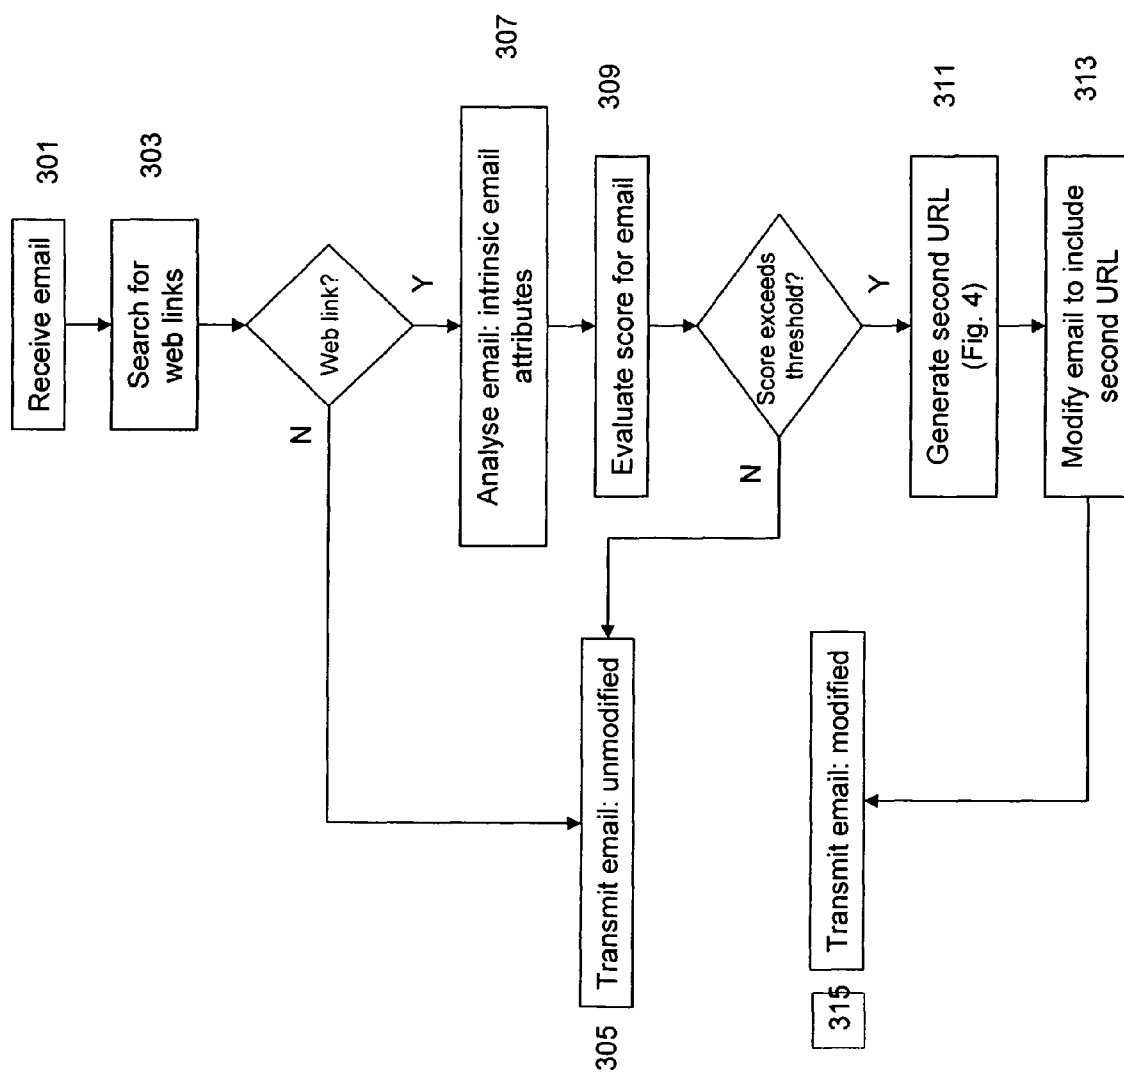 Receive email
301
Search for
web links
303
Web link?
N
Y
Analyse email: intrinsic email
attributes
307
Evaluate score for email
309
Score exceeds
threshold?
N
Y
Transmit email: unmodified
305
Generate second URL
(Fig. 4)
311
Modify email to include
second URL
313
Transmit email: modified
315